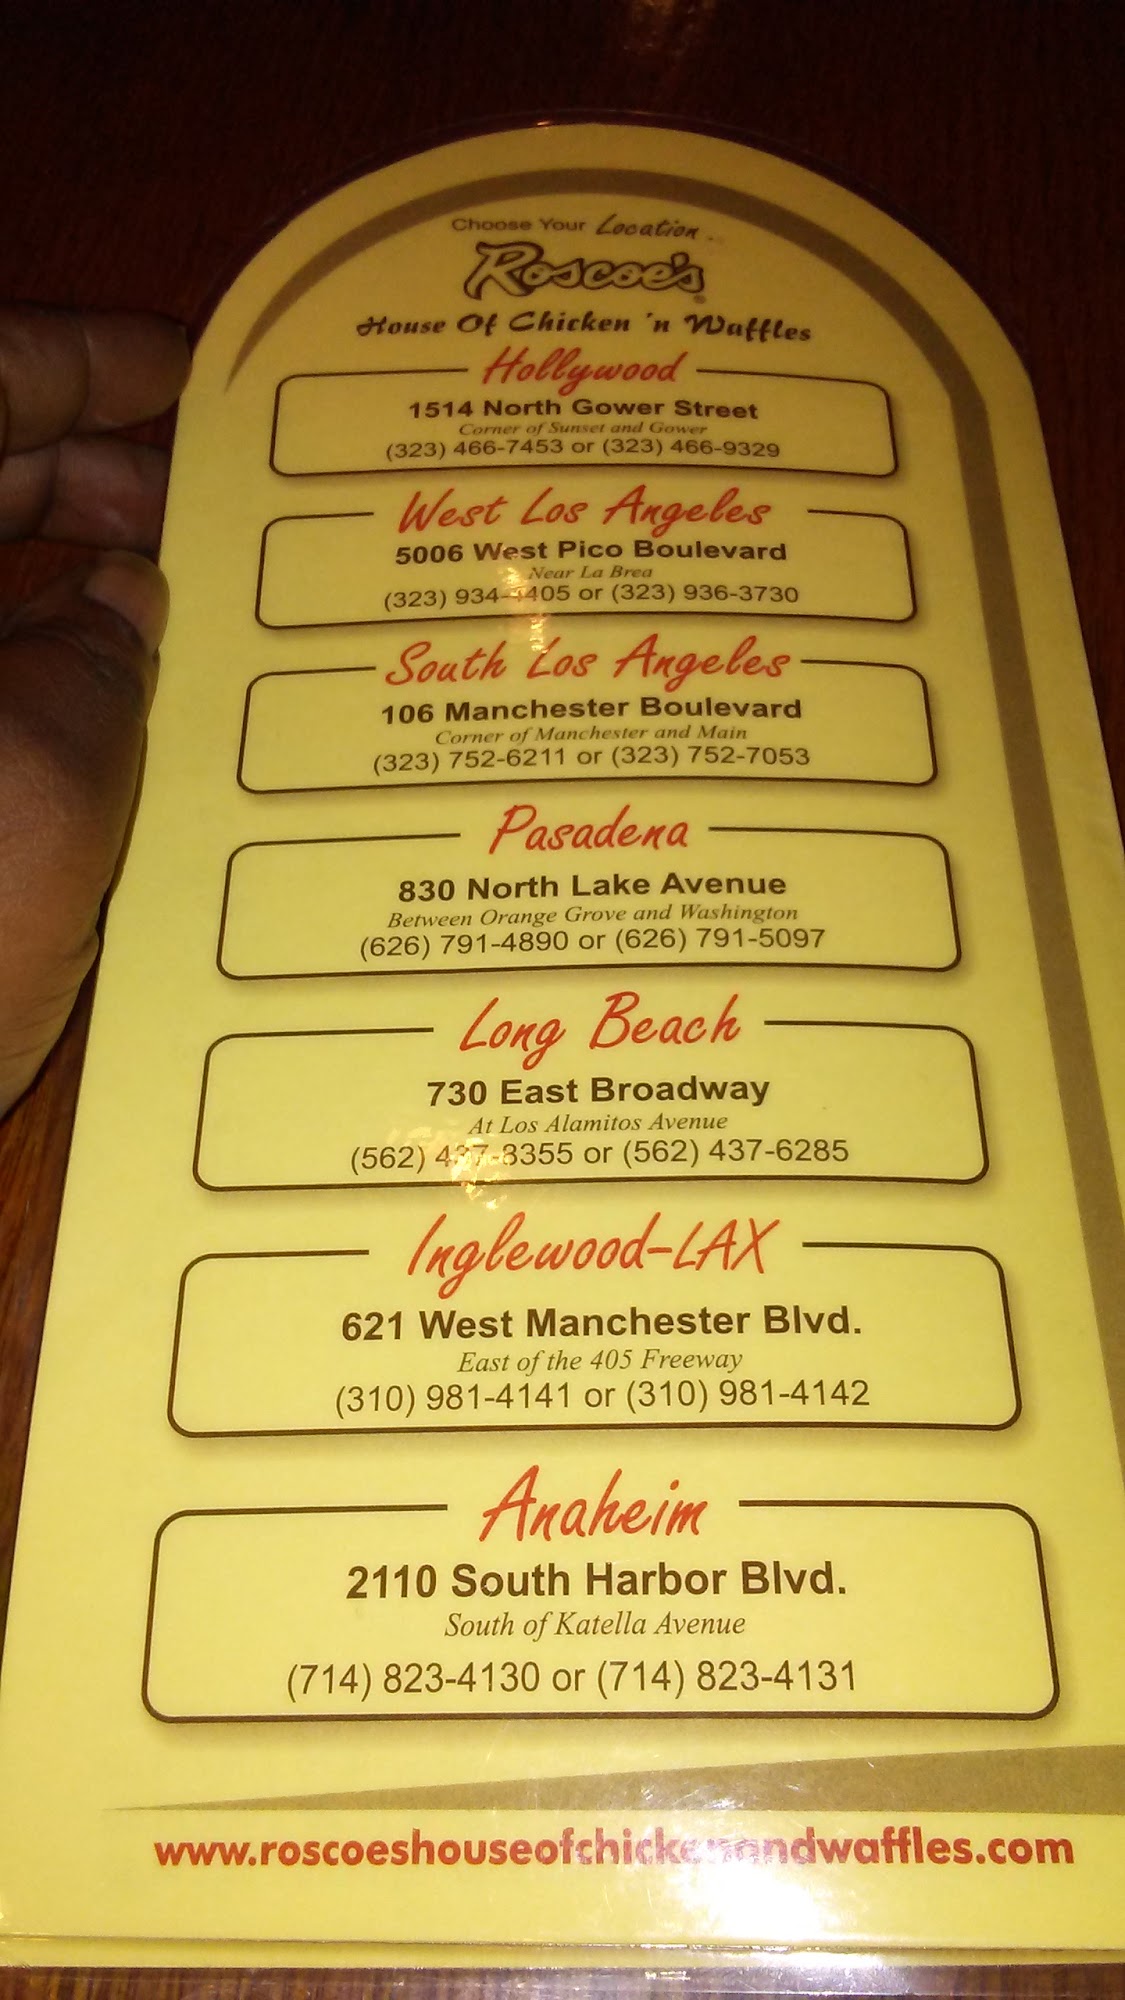 Choose Your Location
Roscoe's
House Of Chicken 'n Waffles
Hollywood
1514 North Gower Street
Corner of Sunset and Gower
(323) 466-7453 or (323) 466-9329
West Los Angeles
5006 West Pico Boulevard
Near La Brea
(323) or (323) 936-3730
South Los Angeles
106 Manchester Boulevard
Corner of Manchester and Main
(323) 752-6211 or (323) 752-7053
Pasadena
830 North Lake Avenue
Between Orange Grove and Washington
(626) 791-4890 or (626) 791-5097
Long Beach
730 East Broadway
At Los Alamitos Avenue
(562) 437-8355 or (562) 437-6285
Inglewood-LAX
621 West Manchester Blvd.
East of the 405 Freeway
(310) 981-4141 or (310) 981-4142
Anaheim
2110 South Harbor Blvd.
South of Katella Avenue
(714) 823-4130 or (714) 823-4131
www.roscoeshouseofchickenandwaffles.com